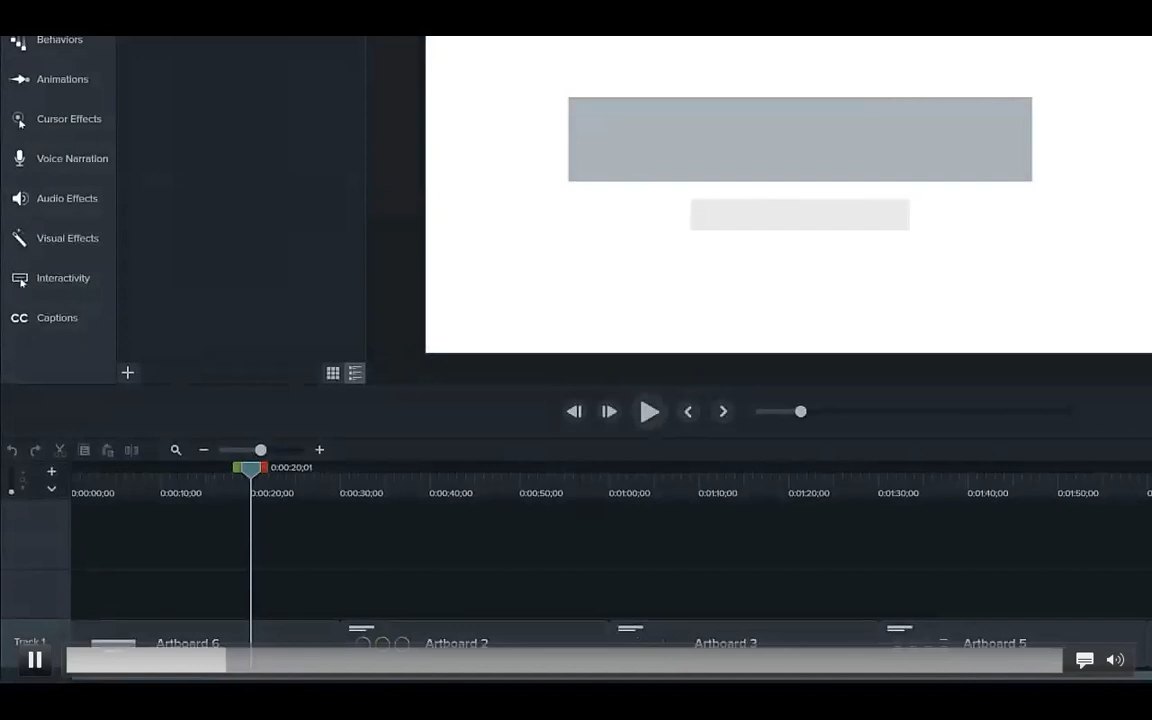 Behaviors
Animations
Cursor Effects
Voice Narration
Audio Effects
Visual Effects
Interactivity
CC Captions
0:00:20;01
0:00:00;00 0:00:10;00 0:00:20;00 0:00:30;00 0:00:40;00 0:00:50;00 0:01:00;00 0:01:10;00 0:01:20;00 0:01:30;00 0:01:40;00 0:01:50;00
Track 1 Artboard 6 Artboard 2 Artboard 3 Artboard 5